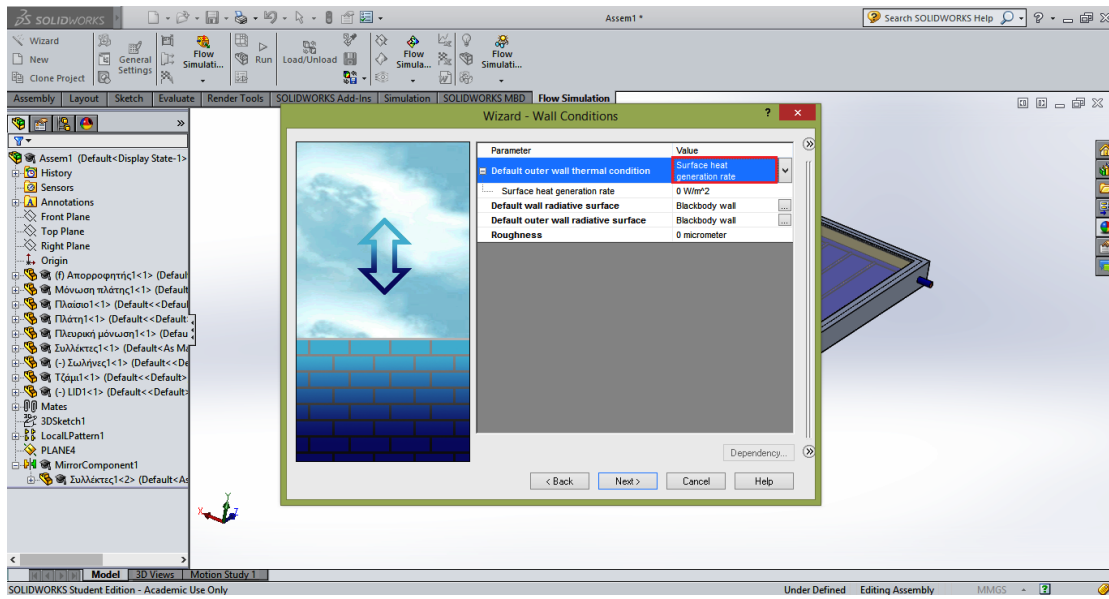 SOLIDWORKS
Assem1 *
Search SOLIDWORKS Help
Wizard
New
Clone Project
General Settings
Flow Simulati...
Run
Load/Unload
Flow Simula...
Flow Simulati...
Assembly Layout Sketch Evaluate Render Tools SOLIDWORKS Add-Ins Simulation SOLIDWORKS MBD Flow Simulation
Assem1 (Default<Display State-1>
History
Sensors
Annotations
Front Plane
Top Plane
Right Plane
Origin
(f) Απορροφητής1<1> (Defaul
Μόνωση πλάτης1<1> (Default
Πλαίσιο1<1> (Default<<Defaul
Πλάτη1<1> (Default<<Default
Πλευρική μόνωση1<1> (Defau
Συλλέκτες1<1> (Default<As Ma
(-) Σωλήνες1<1> (Default<<De
Τζάμι1<1> (Default<<Default>
(-) LID1<1> (Default<<Default>
Mates
3DSketch1
LocalLPattern1
PLANE4
MirrorComponent1
Συλλέκτες1<2> (Default<As
Wizard - Wall Conditions
Parameter Value
Default outer wall thermal condition Surface heat generation rate
Surface heat generation rate 0 W/m^2
Default wall radiative surface Blackbody wall
Default outer wall radiative surface Blackbody wall
Roughness 0 micrometer
Dependency...
< Back Next > Cancel Help
Y
X
Z
Model 3D Views Motion Study 1
SOLIDWORKS Student Edition - Academic Use Only
Under Defined Editing Assembly MMGS